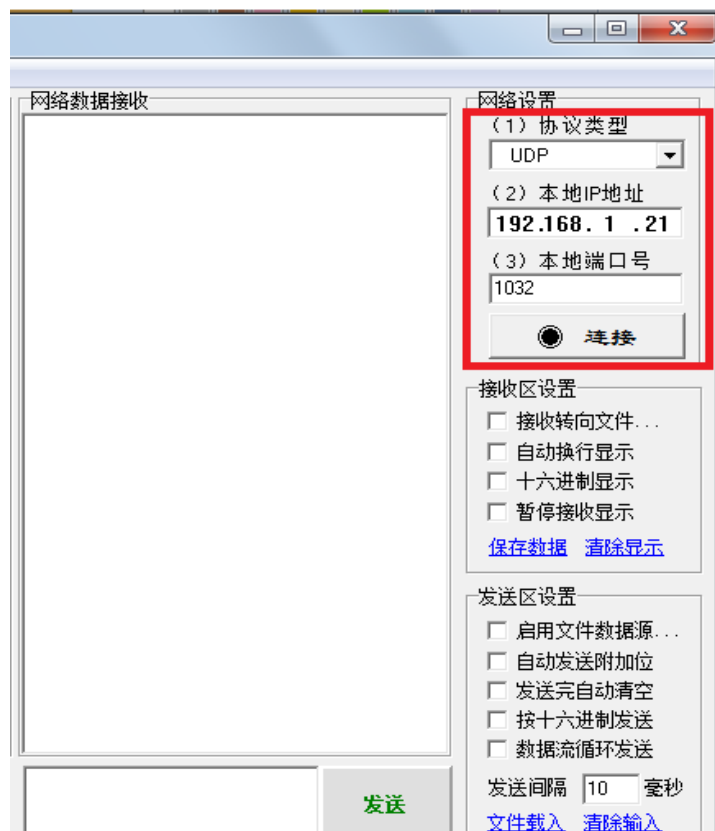 网络数据接收
网络设置
（1）协议类型
UDP
（2）本地IP地址
192.168. 1 .21
（3）本地端口号
1032
连接
接收区设置
接收转向文件...
自动换行显示
十六进制显示
暂停接收显示
保存数据 清除显示
发送区设置
启用文件数据源...
自动发送附加位
发送完自动清空
按十六进制发送
数据流循环发送
发送间隔 10 毫秒
发送
文件载入 清除输入